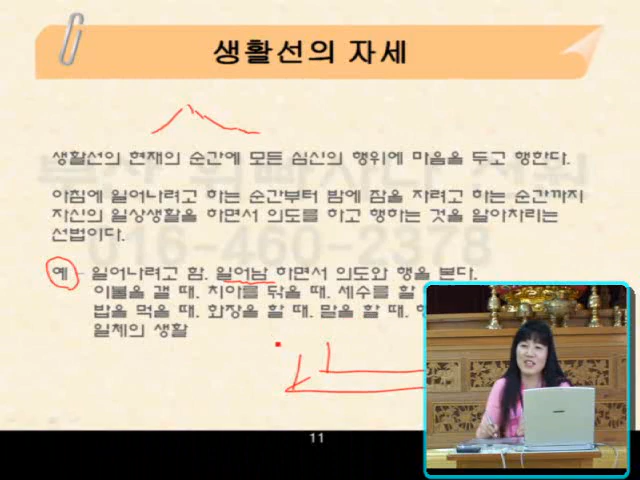 생활선의 자세
생활선의 현재의 순간에 모든 심신의 행위에 마음을 두고 행한다.
아침에 일어나려고 하는 순간부터 밤에 잠을 자려고 하는 순간까지
자신의 일상생활을 하면서 의도를 하고 행하는 것을 알아차리는
선법이다.
예 - 일어나려고 함. 일어남 하면서 의도와 행을 본다.
이불을 갤 때. 치아를 닦을 때. 세수를 할
밥을 먹을 때. 화장을 할 때. 말을 할 때.
일체의 생활
016-460-2378
11